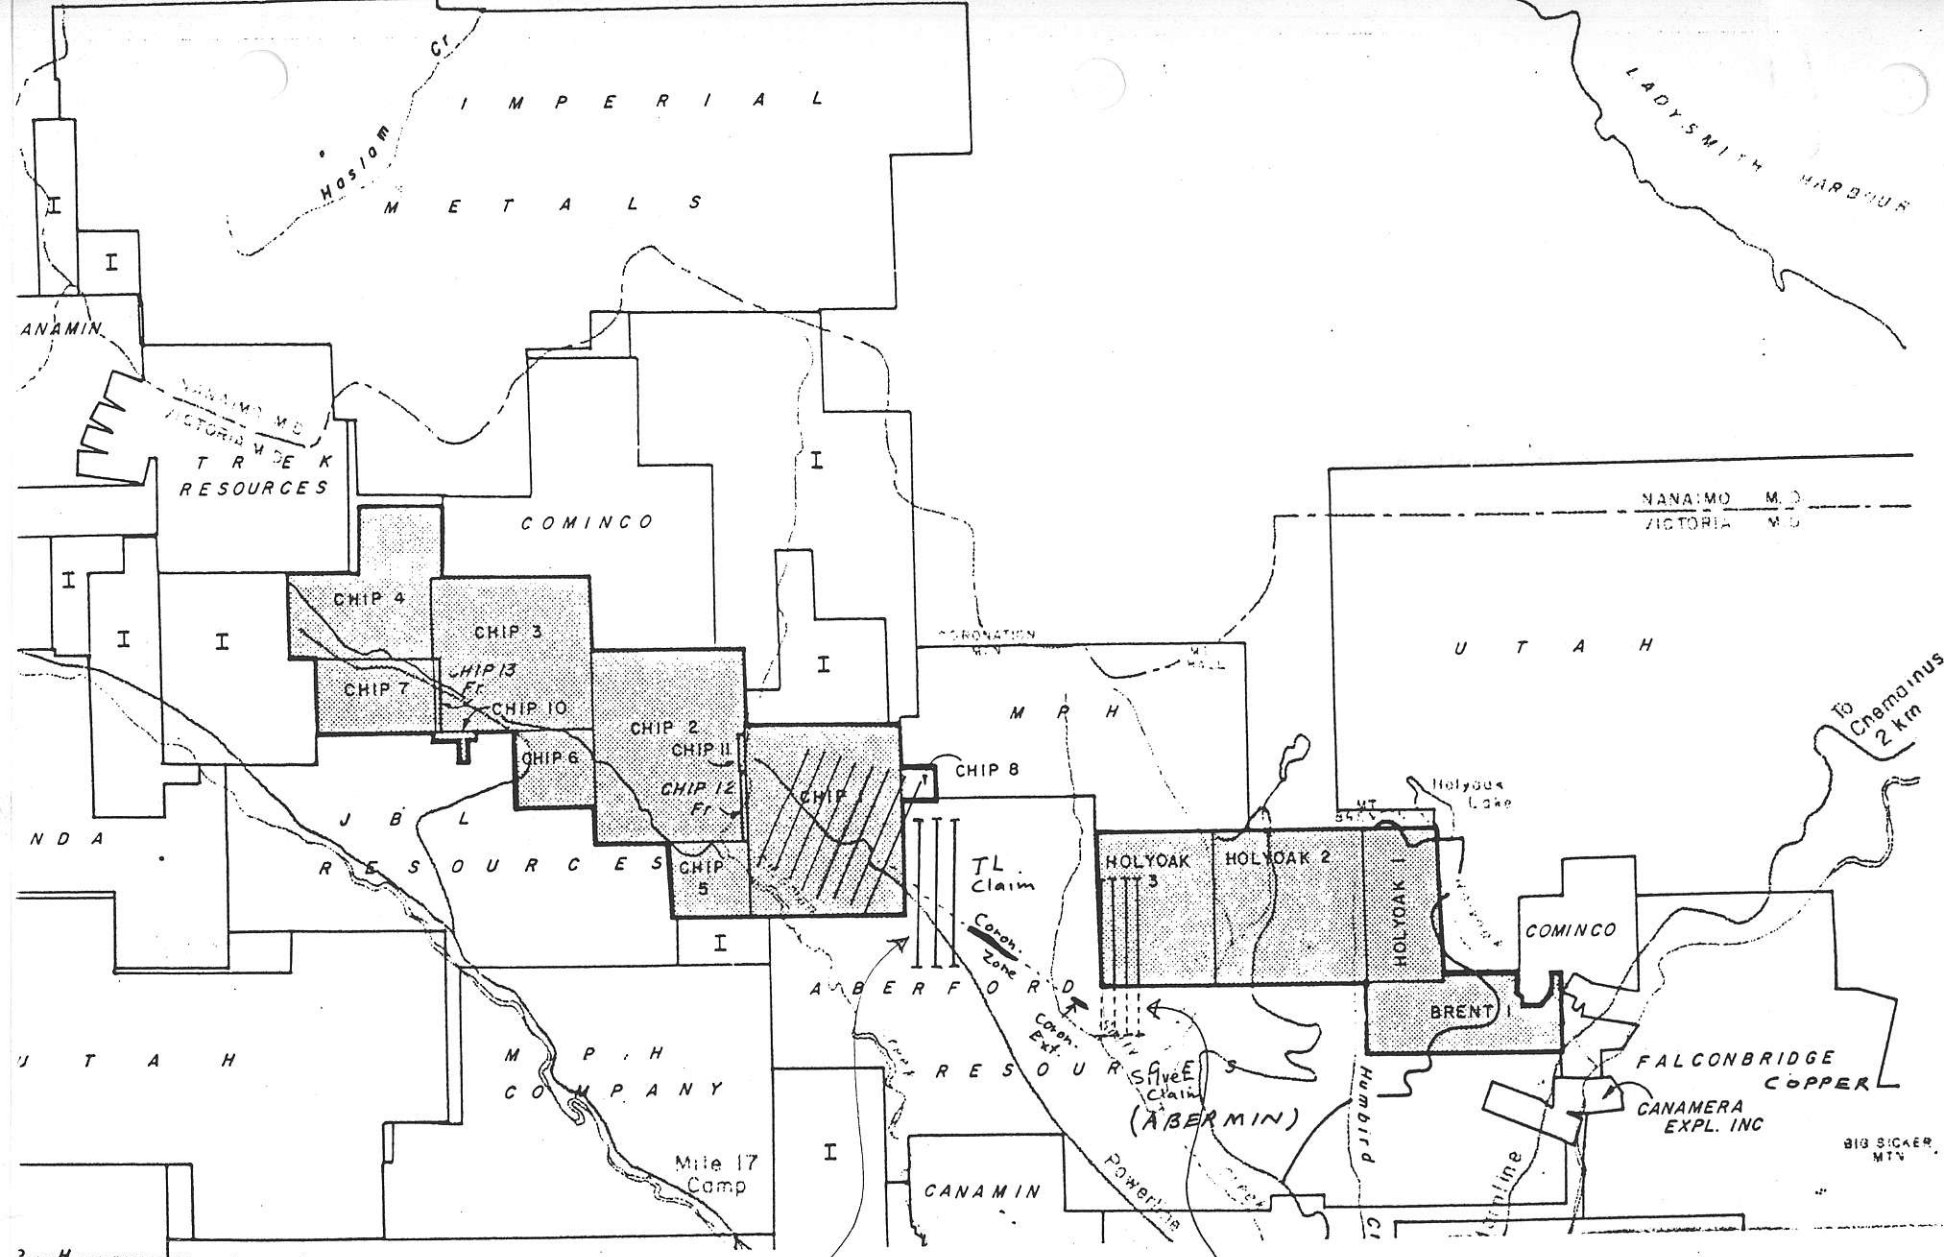 Cr
IMPERIAL
LADYSMITH HARBOUR
Haslam
METALS
I
I
ANAMIN
NANAIMO M.D
VICTORIA M.D
TREK
RESOURCES
I
COMINCO
NANAIMO M.D
VICTORIA M.D
I
CHIP 4
I
I
CHIP 3
I
CORONATION
MTN
MT.
HALL
UTAH
CHIP 13
Fr.
CHIP 7
CHIP 10
MPH
To
Chemainus
2 km
CHIP 2
CHIP 11
CHIP 6
CHIP 8
CHIP 12
Fr
CHIP
Holyoak
Lake
MT.
JBL
NDA
RESOURCES
CHIP
5
TL
Claim
HOLYOAK
3
HOLYOAK 2
HOLYOAK 1
Coron.
Zone
I
COMINCO
ABERFORD
BRENT 1
Coron.
Ext.
UTAH
MPH
COMPANY
RESOURCES
Silver
Claim
(ABERMIN)
Humbird
Cr
FALCONBRIDGE
COPPER
CANAMERA
EXPL. INC
BIG SICKER
MTN.
I
Mile 17
Camp
CANAMIN
Powerline
Creek